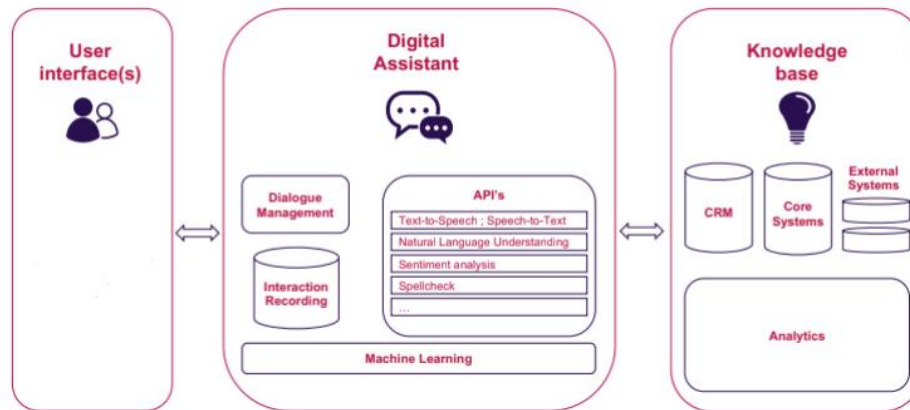 User
interface(s)
Digital
Assistant
Dialogue
Management
Interaction
Recording
API's
Text-to-Speech ; Speech-to-Text
Natural Language Understanding
Sentiment analysis
Spellcheck
…
Machine Learning
Knowledge
base
CRM
Core
Systems
External
Systems
Analytics